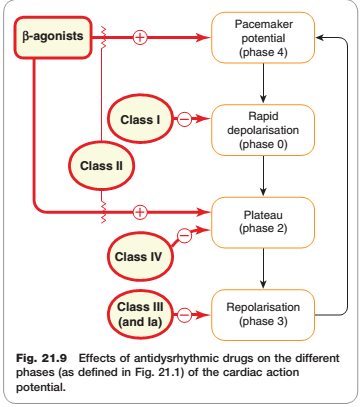 β-agonists
+
Pacemaker
potential
(phase 4)
Class I
−
Rapid
depolarisation
(phase 0)
Class II
+
Plateau
(phase 2)
−
Class IV
Class III
(and Ia)
−
Repolarisation
(phase 3)
Fig. 21.9 Effects of antidysrhythmic drugs on the different
phases (as defined in Fig. 21.1) of the cardiac action
potential.